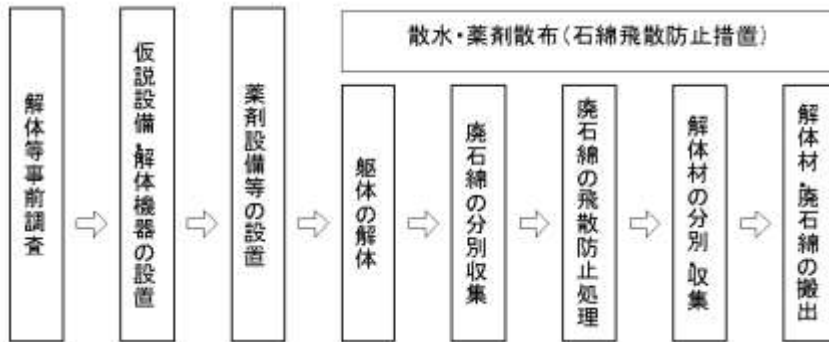 散水・薬剤散布(石綿飛散防止措置)
解体等事前調査
仮説設備・解体機器の設置
薬剤設備等の設置
躯体の解体
廃石綿の分別収集
廃石綿の飛散防止処理
解体材の分別・収集
解体材・廃石綿の搬出